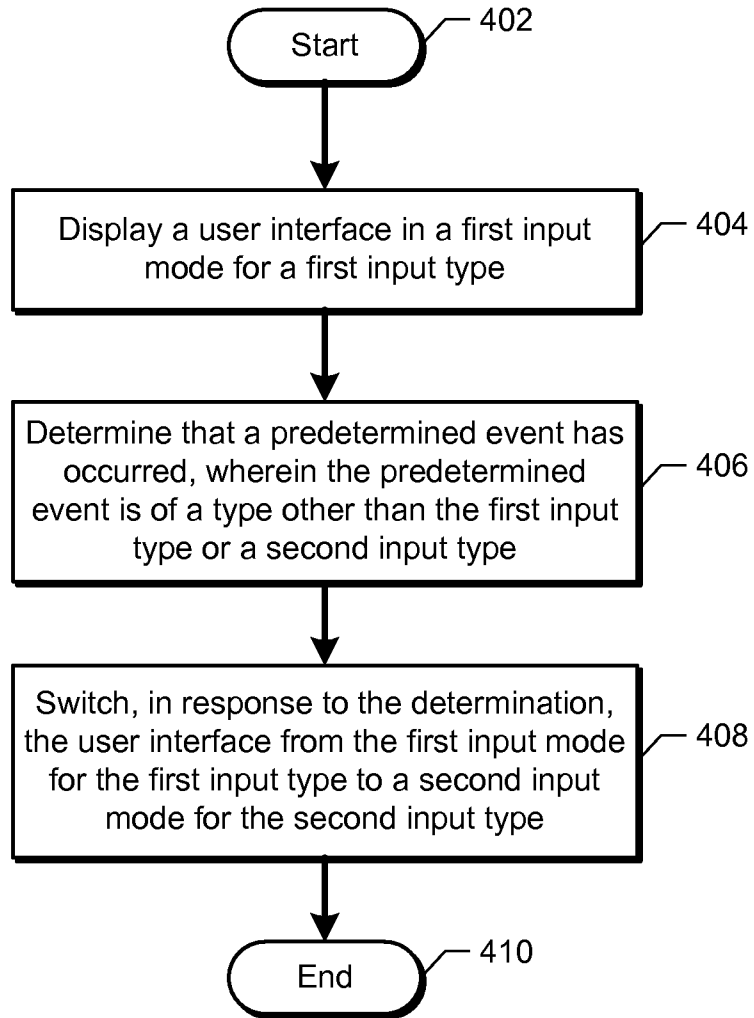 Start
402
Display a user interface in a first input
mode for a first input type
404
Determine that a predetermined event has
occurred, wherein the predetermined
event is of a type other than the first input
type or a second input type
406
Switch, in response to the determination,
the user interface from the first input mode
for the first input type to a second input
mode for the second input type
408
End
410